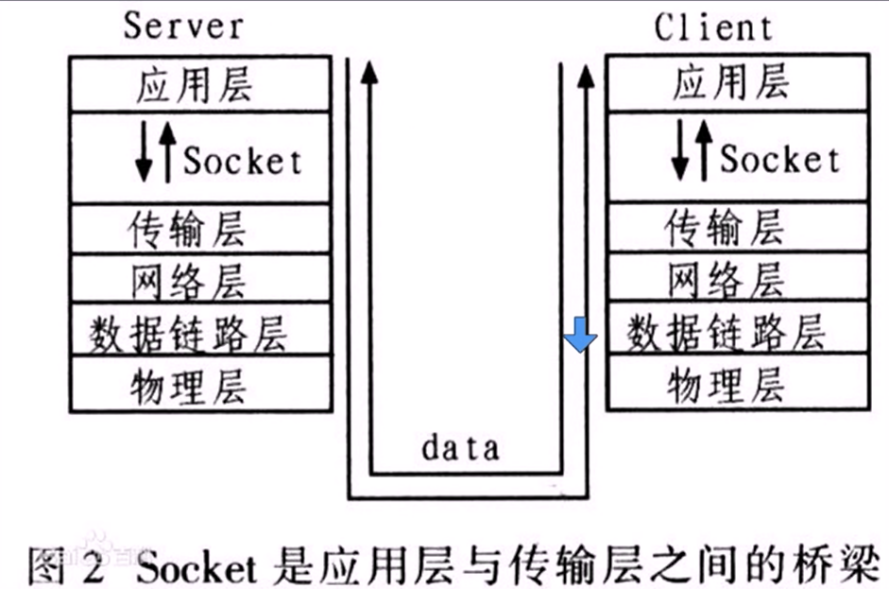 Server
应用层
Socket
传输层
网络层
数据链路层
物理层
Client
应用层
Socket
传输层
网络层
数据链路层
物理层
data
图2 Socket 是应用层与传输层之间的桥梁